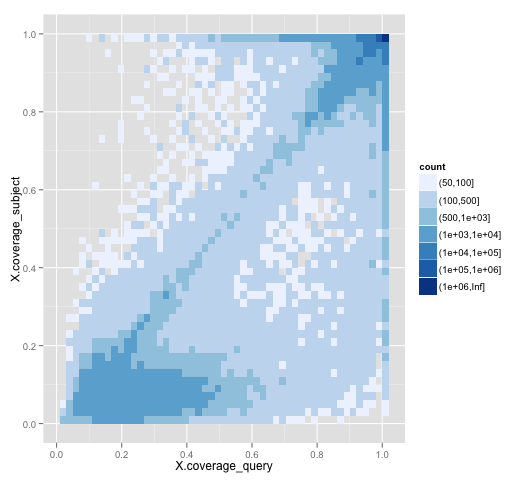 1.0
0.8
0.6
0.4
0.2
0.0
X.coverage_subject
0.0 0.2 0.4 0.6 0.8 1.0
X.coverage_query
count
(50,100]
(100,500]
(500,1e+03]
(1e+03,1e+04]
(1e+04,1e+05]
(1e+05,1e+06]
(1e+06,Inf]